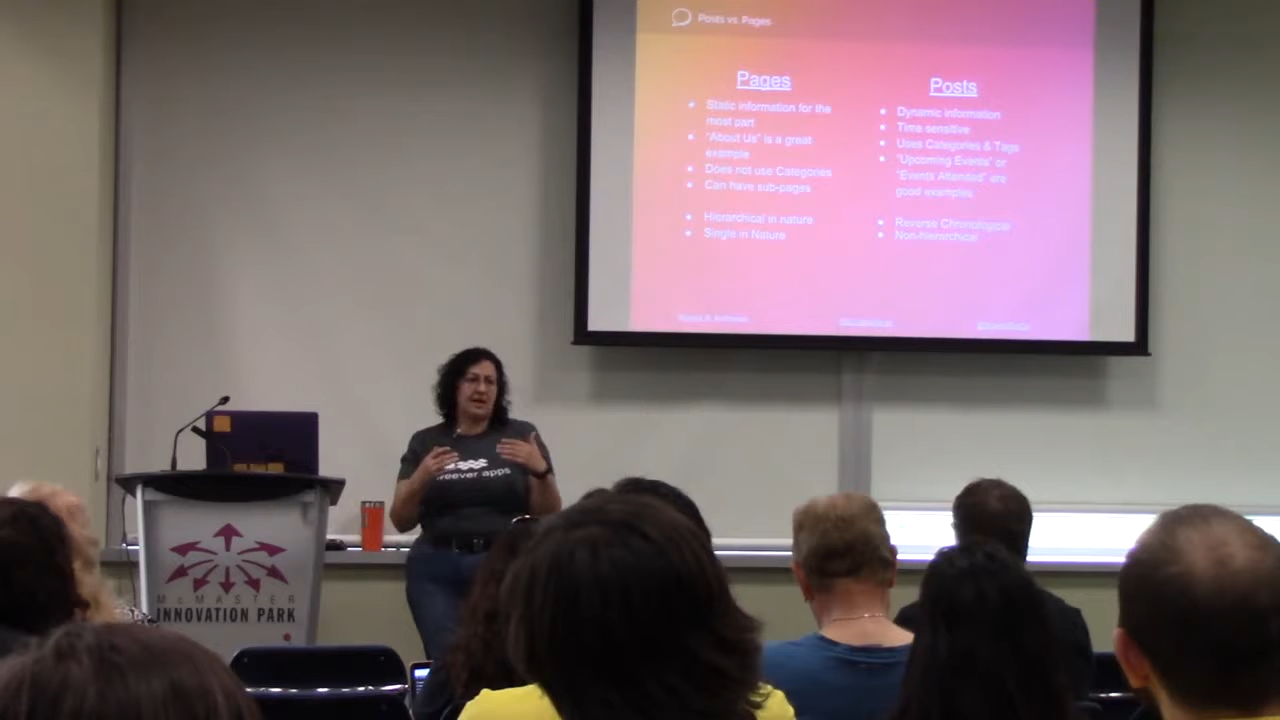 Posts vs. Pages
Pages
Static information for the
most part
"About Us" is a great
example
Does not use Categories
Can have sub-pages
Hierarchical in nature
Single in Nature
Posts
Dynamic information
Time sensitive
Uses Categories & Tags
"Upcoming Events" or
"Events Attended" are
good examples
Reverse Chronological
Non-hierarchical
apps
McMASTER
INNOVATION PARK